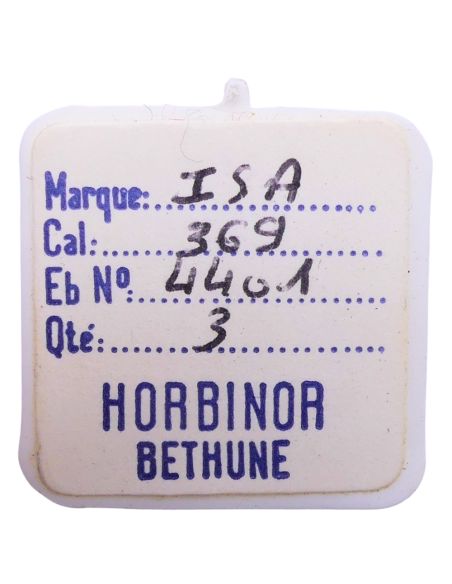 Marque: ISA
Cal: 369
Eb Nº: 4401
Qté: 3
HORBINOR
BETHUNE